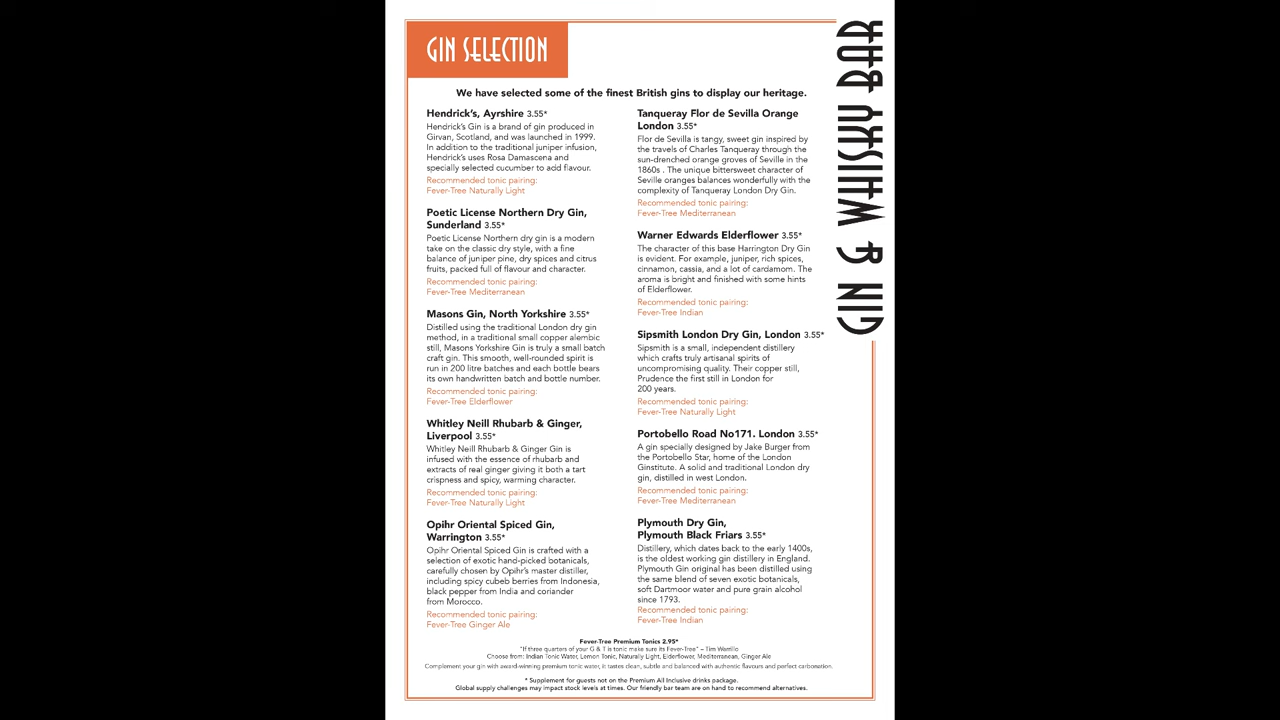 GIN SELECTION
GIN & WHISKY BAR
We have selected some of the finest British gins to display our heritage.
Hendrick's, Ayrshire 3.55*
Hendrick's Gin is a brand of gin produced in
Girvan, Scotland, and was launched in 1999.
In addition to the traditional juniper infusion,
Hendrick's uses Rosa Damascena and
specially selected cucumber to add flavour.
Recommended tonic pairing:
Fever-Tree Naturally Light
Poetic License Northern Dry Gin,
Sunderland 3.55*
Poetic License Northern dry gin is a modern
take on the classic dry style, with a fine
balance of juniper pine, dry spices and citrus
fruits, packed full of flavour and character.
Recommended tonic pairing:
Fever-Tree Mediterranean
Masons Gin, North Yorkshire 3.55*
Distilled using the traditional London dry gin
method, in a traditional small copper alembic
still, Masons Yorkshire Gin is truly a small batch
craft gin. This smooth, well-rounded spirit is
run in 200 litre batches and each bottle bears
its own handwritten batch and bottle number.
Recommended tonic pairing:
Fever-Tree Elderflower
Whitley Neill Rhubarb & Ginger,
Liverpool 3.55*
Whitley Neill Rhubarb & Ginger Gin is
infused with the essence of rhubarb and
extracts of real ginger giving it both a tart
crispness and spicy, warming character.
Recommended tonic pairing:
Fever-Tree Naturally Light
Opihr Oriental Spiced Gin,
Warrington 3.55*
Opihr Oriental Spiced Gin is crafted with a
selection of exotic hand-picked botanicals,
carefully chosen by Opihr's master distiller,
including spicy cubeb berries from Indonesia,
black pepper from India and coriander
from Morocco.
Recommended tonic pairing:
Fever-Tree Ginger Ale
Tanqueray Flor de Sevilla Orange
London 3.55*
Flor de Sevilla is tangy, sweet gin inspired by
the travels of Charles Tanqueray through the
sun-drenched orange groves of Seville in the
1860s . The unique bittersweet character of
Seville oranges balances wonderfully with the
complexity of Tanqueray London Dry Gin.
Recommended tonic pairing:
Fever-Tree Mediterranean
Warner Edwards Elderflower 3.55*
The character of this base Harrington Dry Gin
is evident. For example, juniper, rich spices,
cinnamon, cassia, and a lot of cardamom. The
aroma is bright and finished with some hints
of Elderflower.
Recommended tonic pairing:
Fever-Tree Indian
Sipsmith London Dry Gin, London 3.55*
Sipsmith is a small, independent distillery
which crafts truly artisanal spirits of
uncompromising quality. Their copper still,
Prudence the first still in London for
200 years.
Recommended tonic pairing:
Fever-Tree Naturally Light
Portobello Road No171. London 3.55*
A gin specially designed by Jake Burger from
the Portobello Star, home of the London
Ginstitute. A solid and traditional London dry
gin, distilled in west London.
Recommended tonic pairing:
Fever-Tree Mediterranean
Plymouth Dry Gin,
Plymouth Black Friars 3.55*
Distillery, which dates back to the early 1400s,
is the oldest working gin distillery in England.
Plymouth Gin original has been distilled using
the same blend of seven exotic botanicals,
soft Dartmoor water and pure grain alcohol
since 1793.
Recommended tonic pairing:
Fever-Tree Indian
Fever-Tree Premium Tonics 2.95*
"If three quarters of your G & T is tonic make sure its Fever-Tree" – Tim Warrillo
Choose from: Indian Tonic Water, Lemon Tonic, Naturally Light, Elderflower, Mediterranean, Ginger Ale
Complement your gin with award-winning premium tonic water, it tastes clean, subtle and balanced with authentic flavours and perfect carbonation.
* Supplement for guests not on the Premium All Inclusive drinks package.
Global supply challenges may impact stock levels at times. Our friendly bar team are on hand to recommend alternatives.